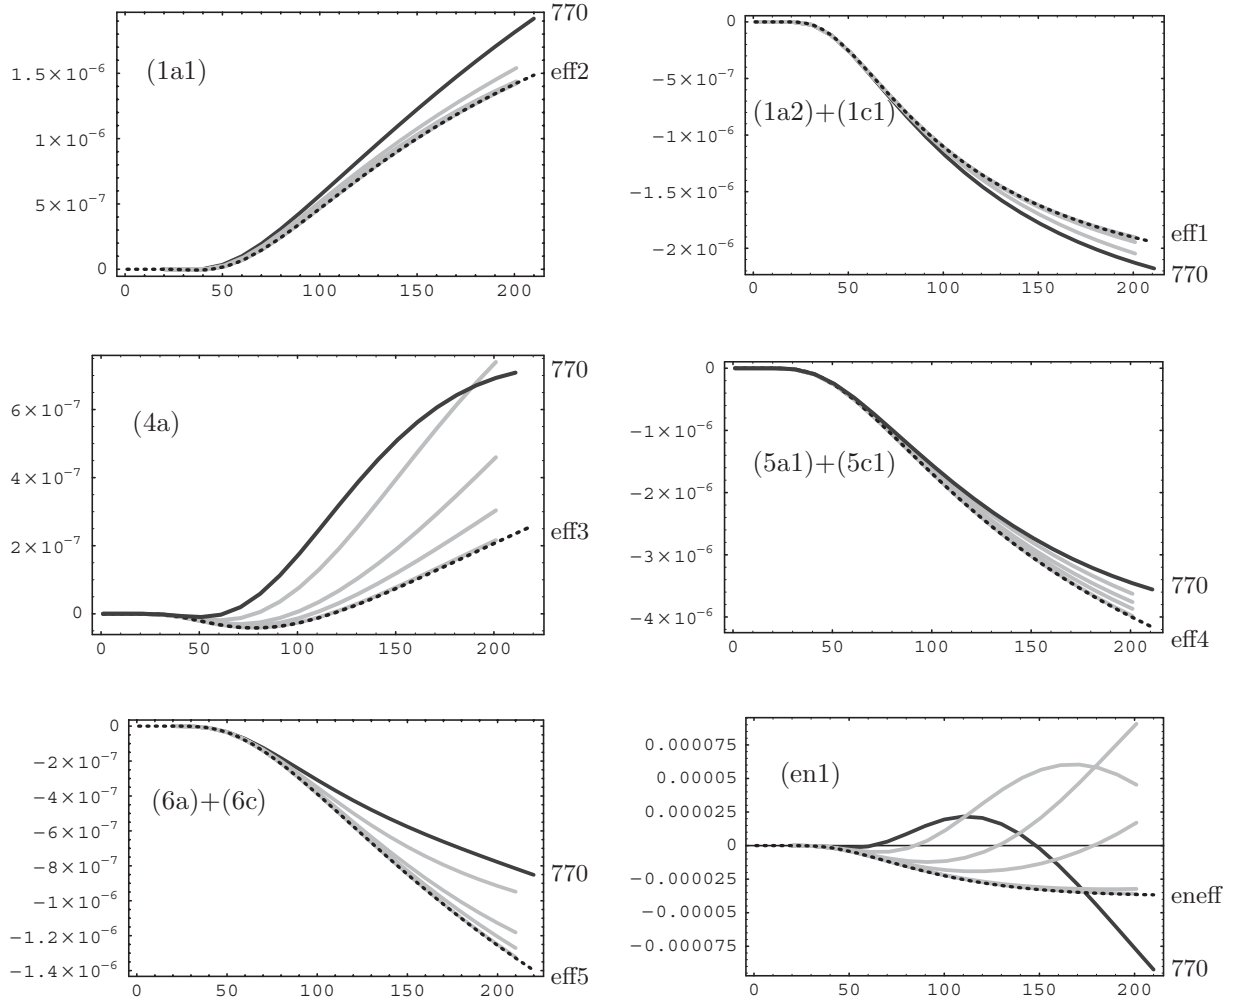 770
1.5×10⁻⁶
(1a1)
eff2
1×10⁻⁶
5×10⁻⁷
0
0 50 100 150 200
0
−5×10⁻⁷
(1a2)+(1c1)
−1×10⁻⁶
−1.5×10⁻⁶
−2×10⁻⁶
eff1
770
0 50 100 150 200
770
6×10⁻⁷
(4a)
4×10⁻⁷
2×10⁻⁷
eff3
0
0 50 100 150 200
0
−1×10⁻⁶
(5a1)+(5c1)
−2×10⁻⁶
−3×10⁻⁶
770
−4×10⁻⁶
eff4
0 50 100 150 200
0
−2×10⁻⁷
−4×10⁻⁷
(6a)+(6c)
−6×10⁻⁷
−8×10⁻⁷
770
−1×10⁻⁶
−1.2×10⁻⁶
−1.4×10⁻⁶
eff5
0 50 100 150 200
0.000075
(en1)
0.00005
0.000025
0
−0.000025
eneff
−0.00005
−0.000075
770
0 50 100 150 200